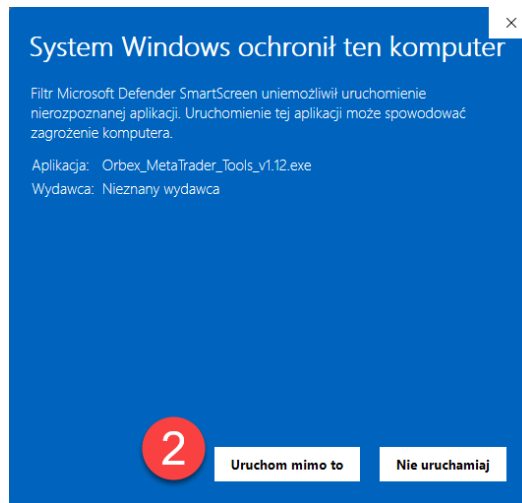 System Windows ochronił ten komputer
Filtr Microsoft Defender SmartScreen uniemożliwił uruchomienie
nierozpoznanej aplikacji. Uruchomienie tej aplikacji może spowodować
zagrożenie komputera.
Aplikacja: Orbex_MetaTrader_Tools_v1.12.exe
Wydawca: Nieznany wydawca
2
Uruchom mimo to Nie uruchamiaj